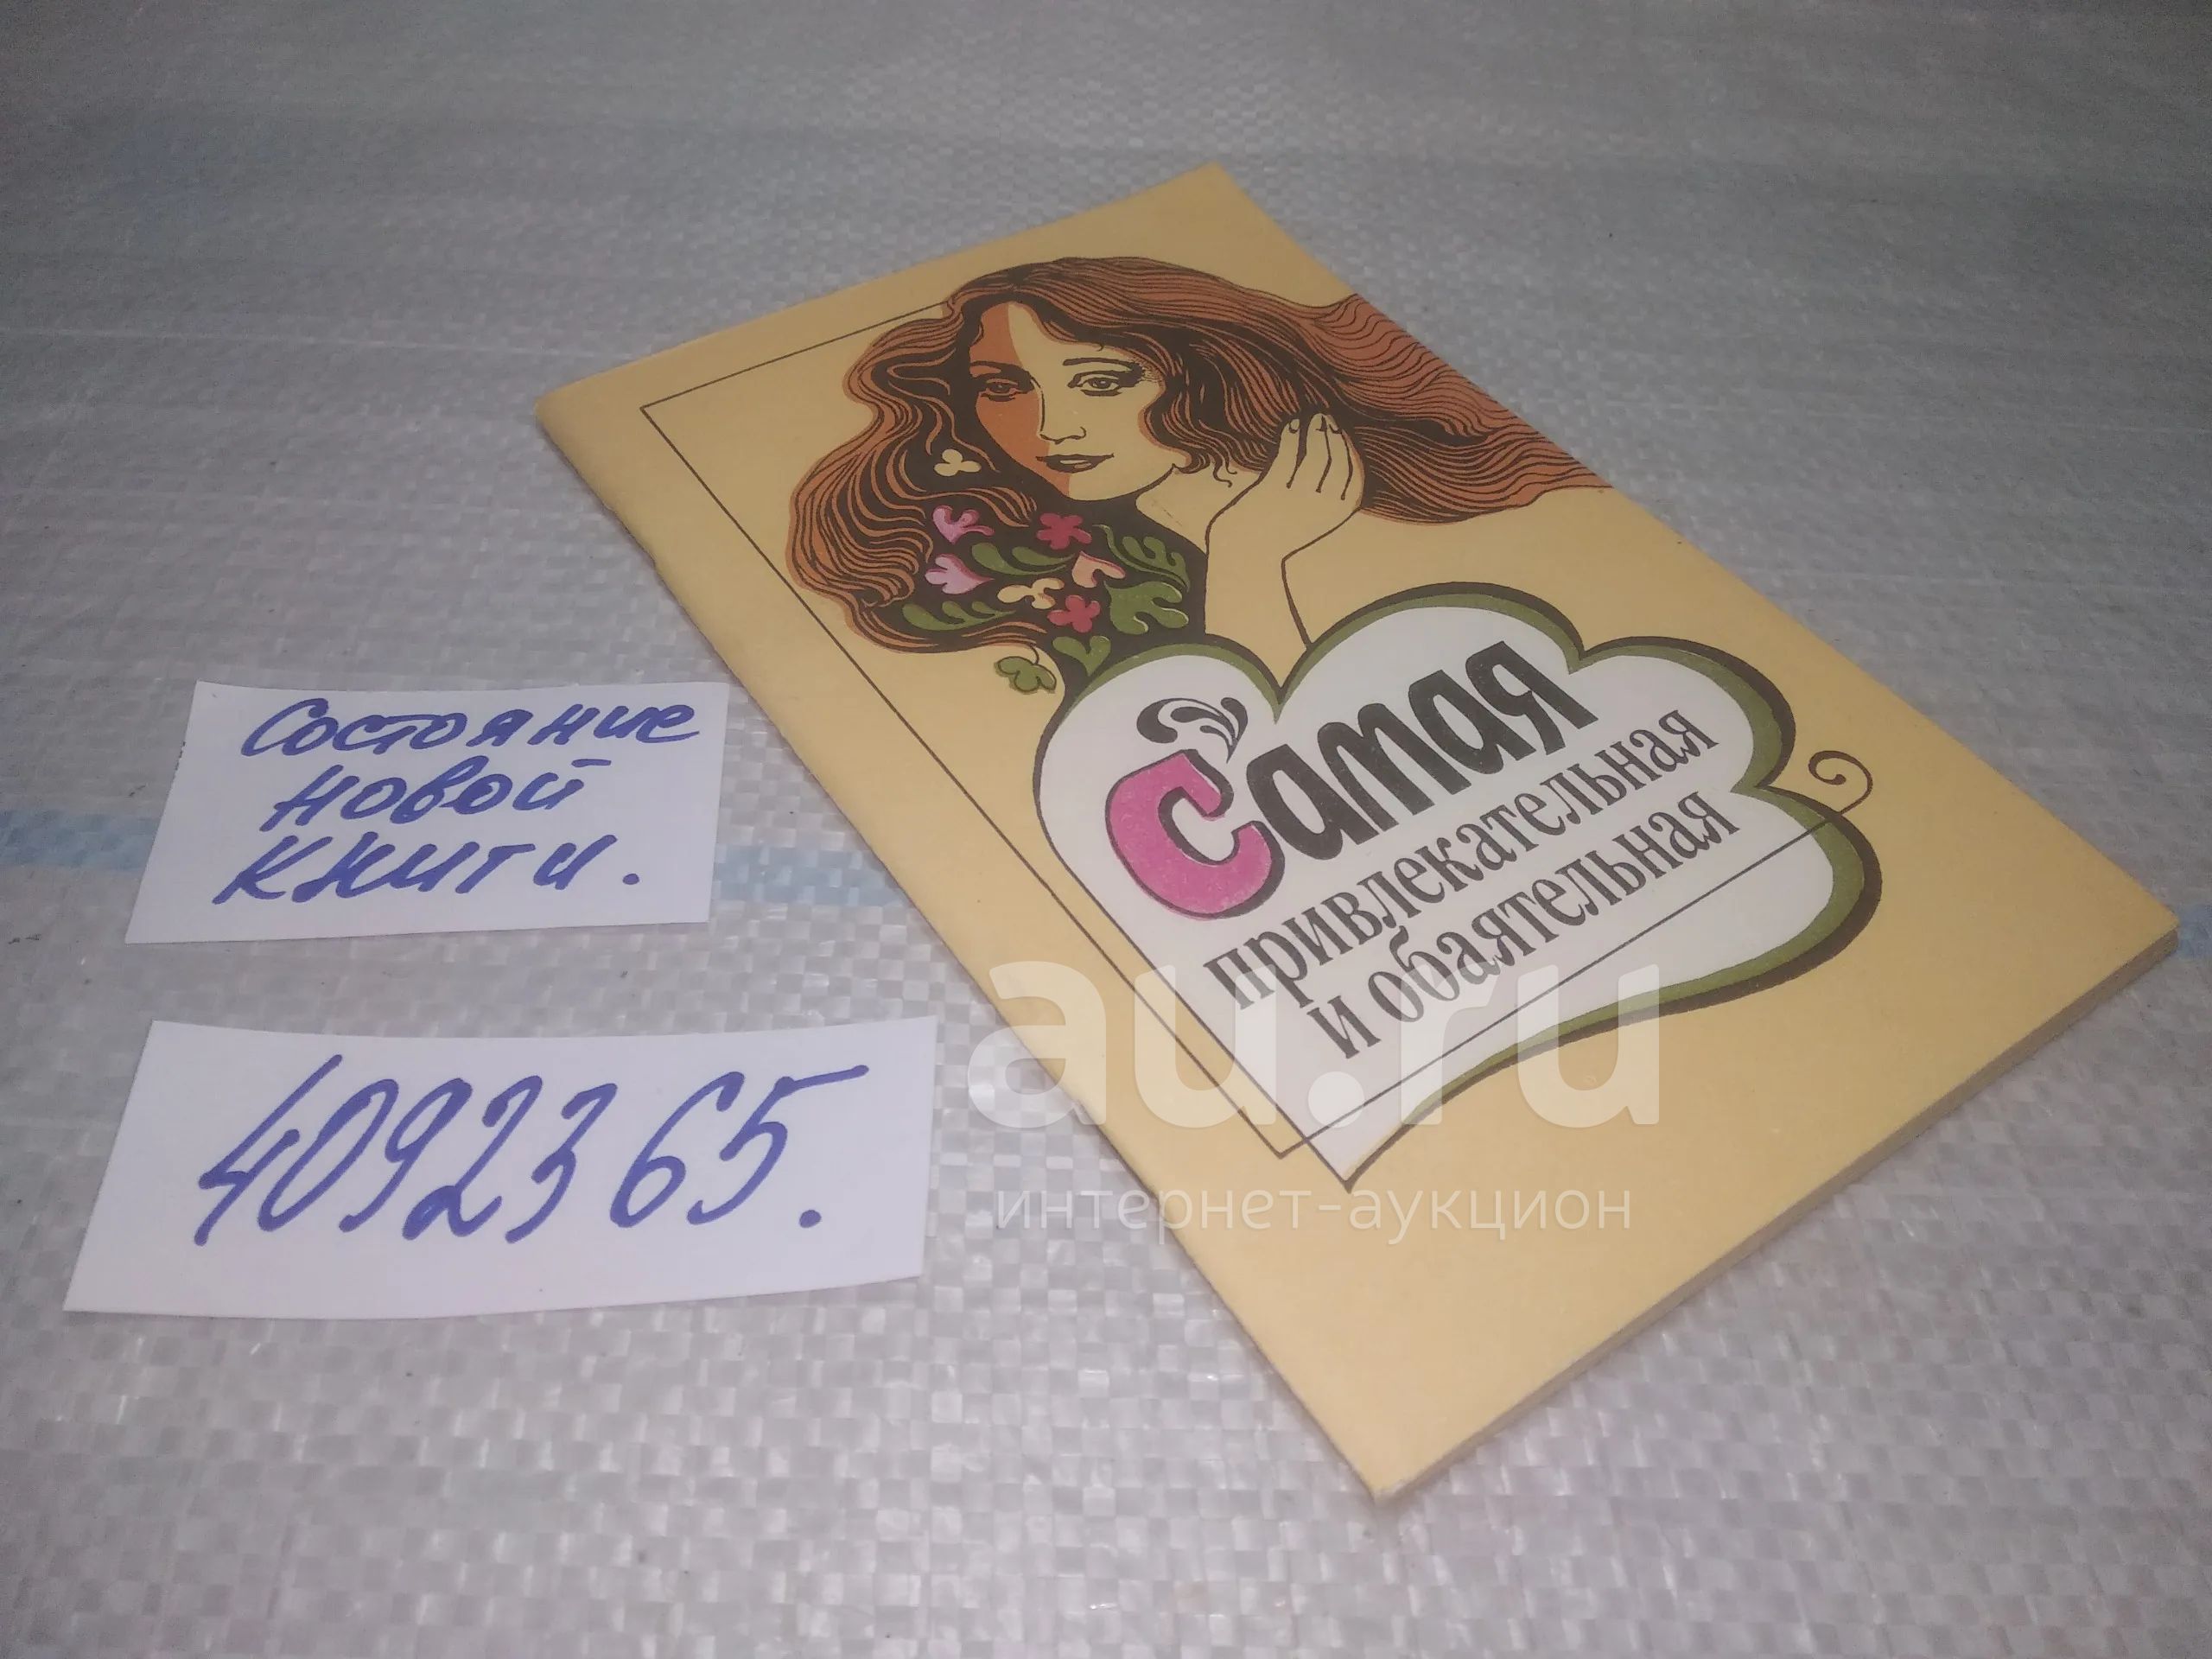 Самая
привлекательная
и обаятельная
Состояние
новой
книги.
4092365.
au.ru
интернет-аукцион